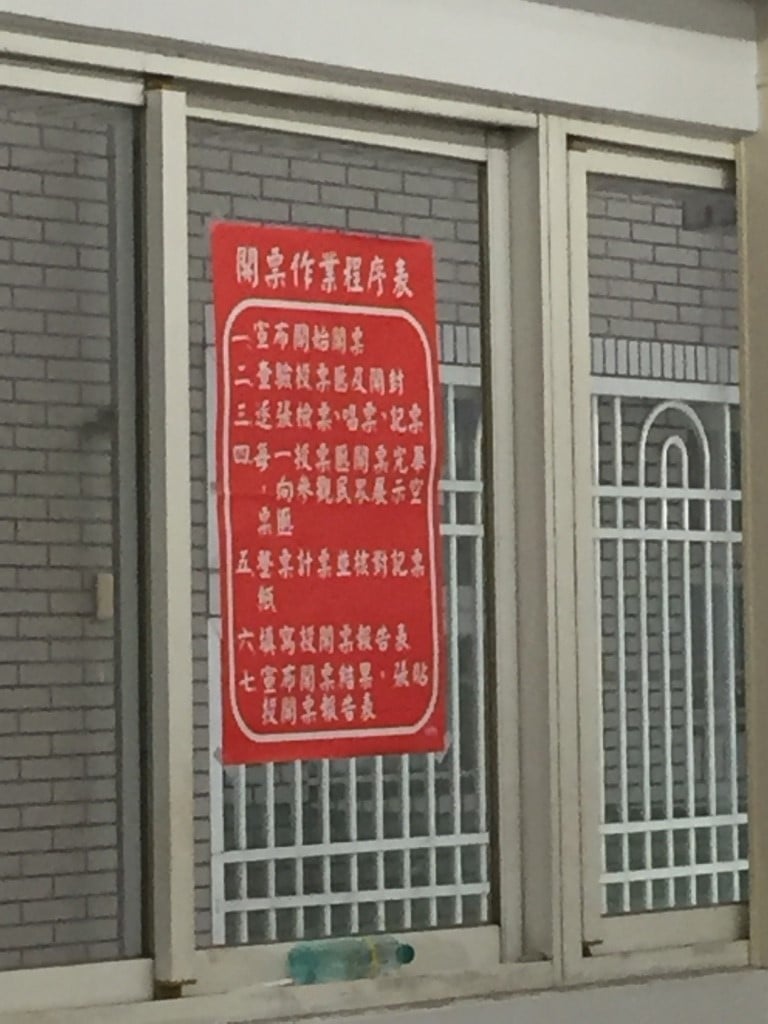 開票作業程序表
一、宣布開始開票
二、查驗投票匭及開封
三、逐張檢票、唱票、記票
四、每一投票匭開票完畢
，向參觀民眾展示空
票匭
五、整票計票並核對記票
紙
六、填寫投開票報告表
七、宣布開票結果，張貼
投開票報告表